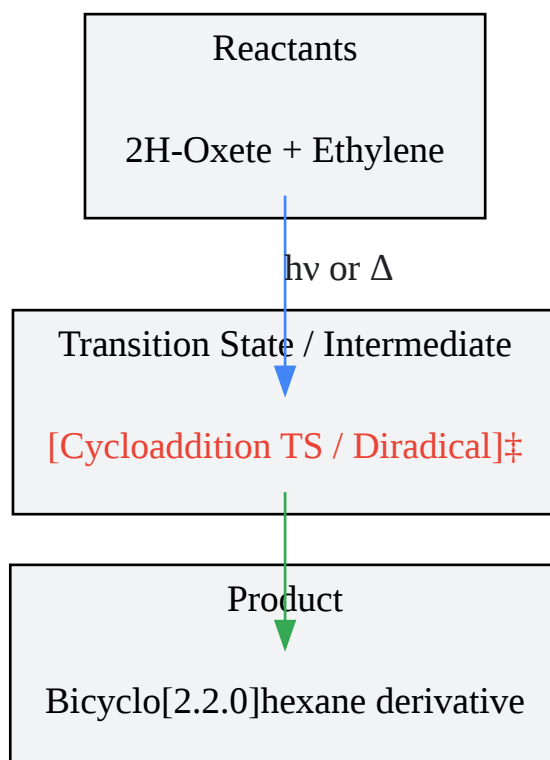 Reactants
2H-Oxete + Ethylene
hν or Δ
Transition State / Intermediate
[Cycloaddition TS / Diradical]‡
Product
Bicyclo[2.2.0]hexane derivative